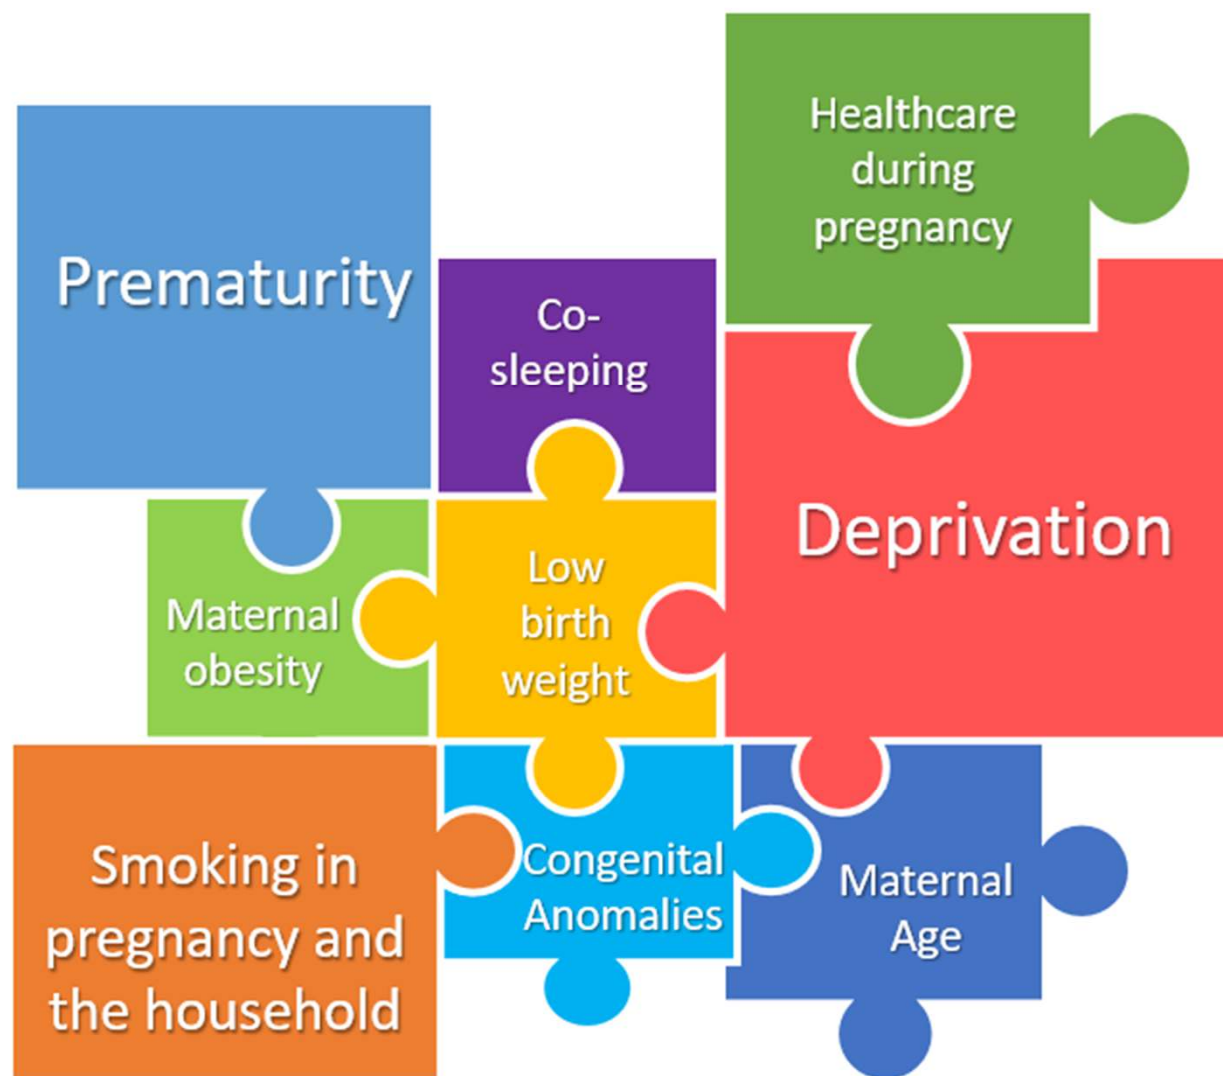 Healthcare
during
pregnancy
Prematurity
Co-
sleeping
Deprivation
Low
birth
weight
Maternal
obesity
Smoking in
pregnancy and
the household
Congenital
Anomalies
Maternal
Age